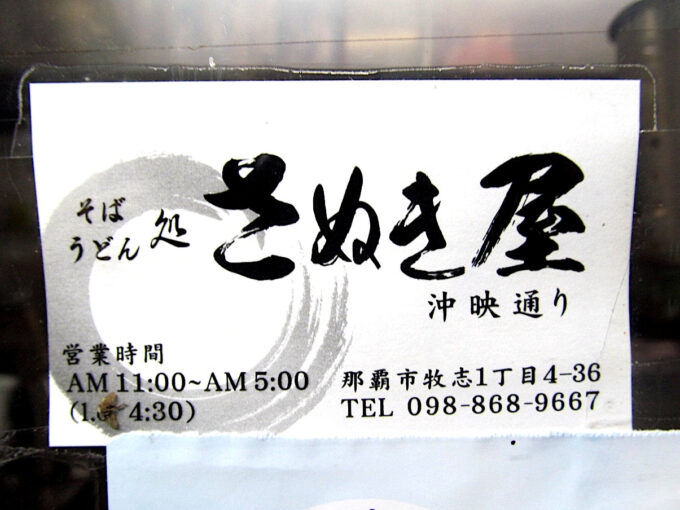 そば
うどん
処
さぬき屋
沖映通り
営業時間
AM 11:00~AM 5:00
4:30)
那覇市牧志1丁目4-36
TEL 098-868-9667